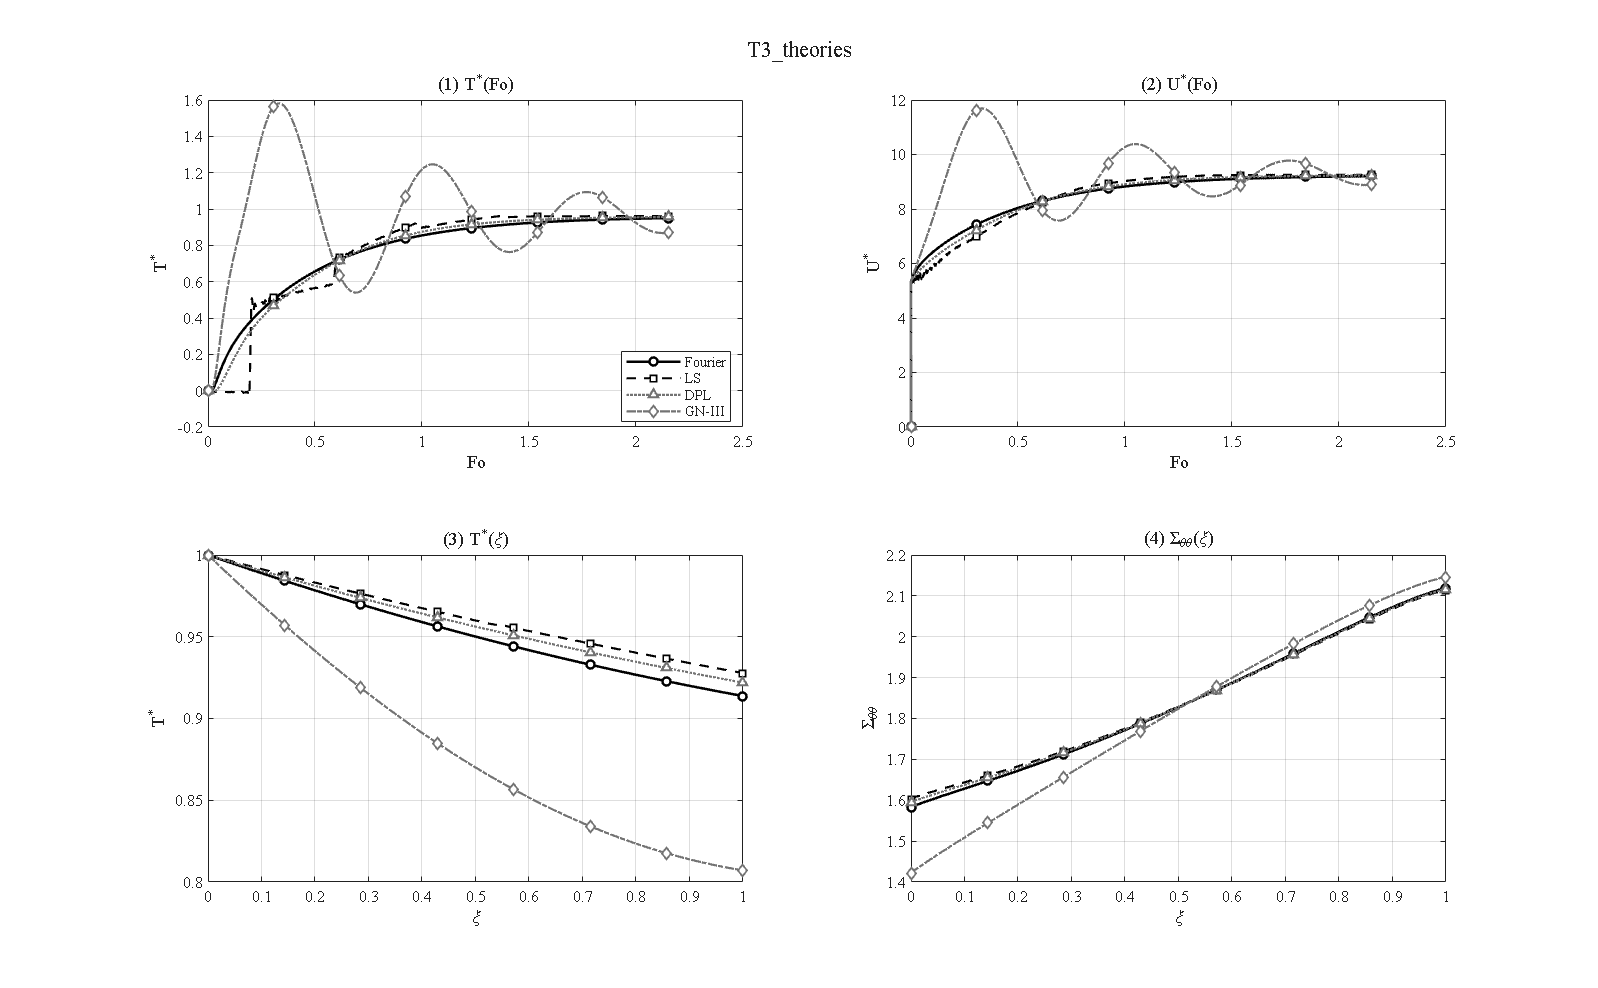 T3_theories
(1) T*(Fo)
1.6
1.4
1.2
1
0.8
0.6
0.4
0.2
0
-0.2
T*
0 0.5 1 1.5 2 2.5
Fo
Fourier
LS
DPL
GN-III
(2) U*(Fo)
12
10
8
6
4
2
0
U*
0 0.5 1 1.5 2 2.5
Fo
(3) T*(ξ)
1
0.95
0.9
0.85
0.8
T*
0 0.1 0.2 0.3 0.4 0.5 0.6 0.7 0.8 0.9 1
ξ
(4) Σθθ(ξ)
2.2
2.1
2
1.9
1.8
1.7
1.6
1.5
1.4
Σθθ
0 0.1 0.2 0.3 0.4 0.5 0.6 0.7 0.8 0.9 1
ξ